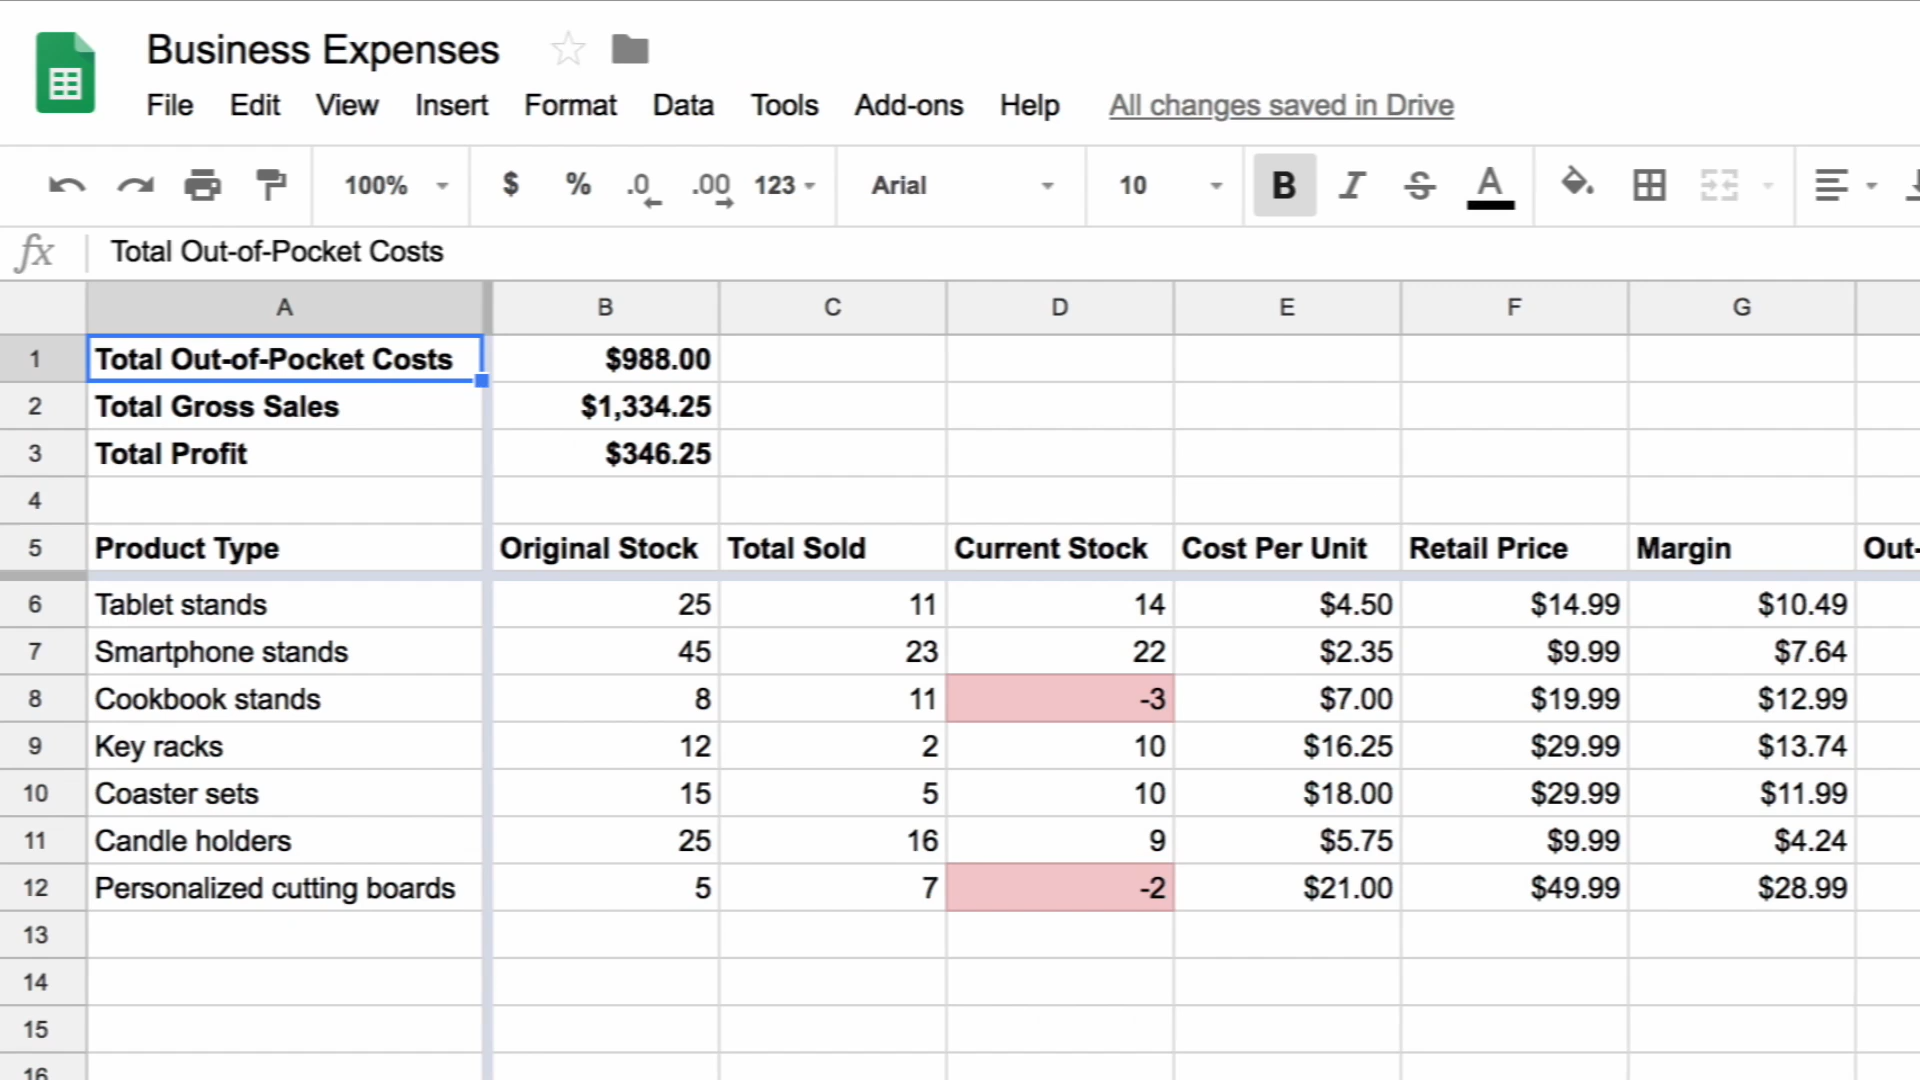 Business Expenses
File Edit View Insert Format Data Tools Add-ons Help All changes saved in Drive
100% $ % .0 .00 123 Arial 10 B I S A
fx Total Out-of-Pocket Costs
A B C D E F G
1 Total Out-of-Pocket Costs $988.00
2 Total Gross Sales $1,334.25
3 Total Profit $346.25
4
5 Product Type Original Stock Total Sold Current Stock Cost Per Unit Retail Price Margin Out-
6 Tablet stands 25 11 14 $4.50 $14.99 $10.49
7 Smartphone stands 45 23 22 $2.35 $9.99 $7.64
8 Cookbook stands 8 11 -3 $7.00 $19.99 $12.99
9 Key racks 12 2 10 $16.25 $29.99 $13.74
10 Coaster sets 15 5 10 $18.00 $29.99 $11.99
11 Candle holders 25 16 9 $5.75 $9.99 $4.24
12 Personalized cutting boards 5 7 -2 $21.00 $49.99 $28.99
13
14
15
16